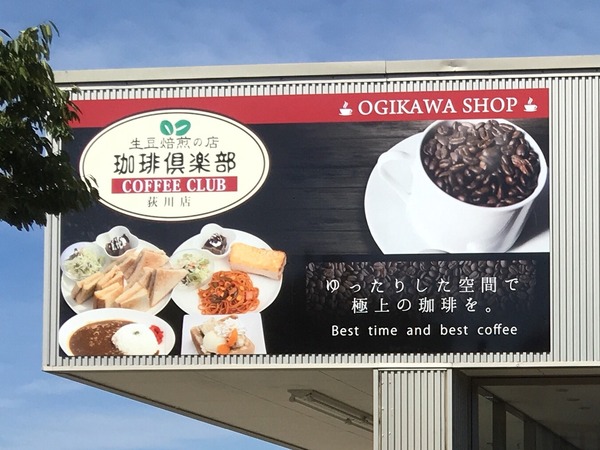 OGIKAWA SHOP
生豆焙煎の店
珈琲倶楽部
COFFEE CLUB
荻川店
ゆったりした空間で
極上の珈琲を。
Best time and best coffee